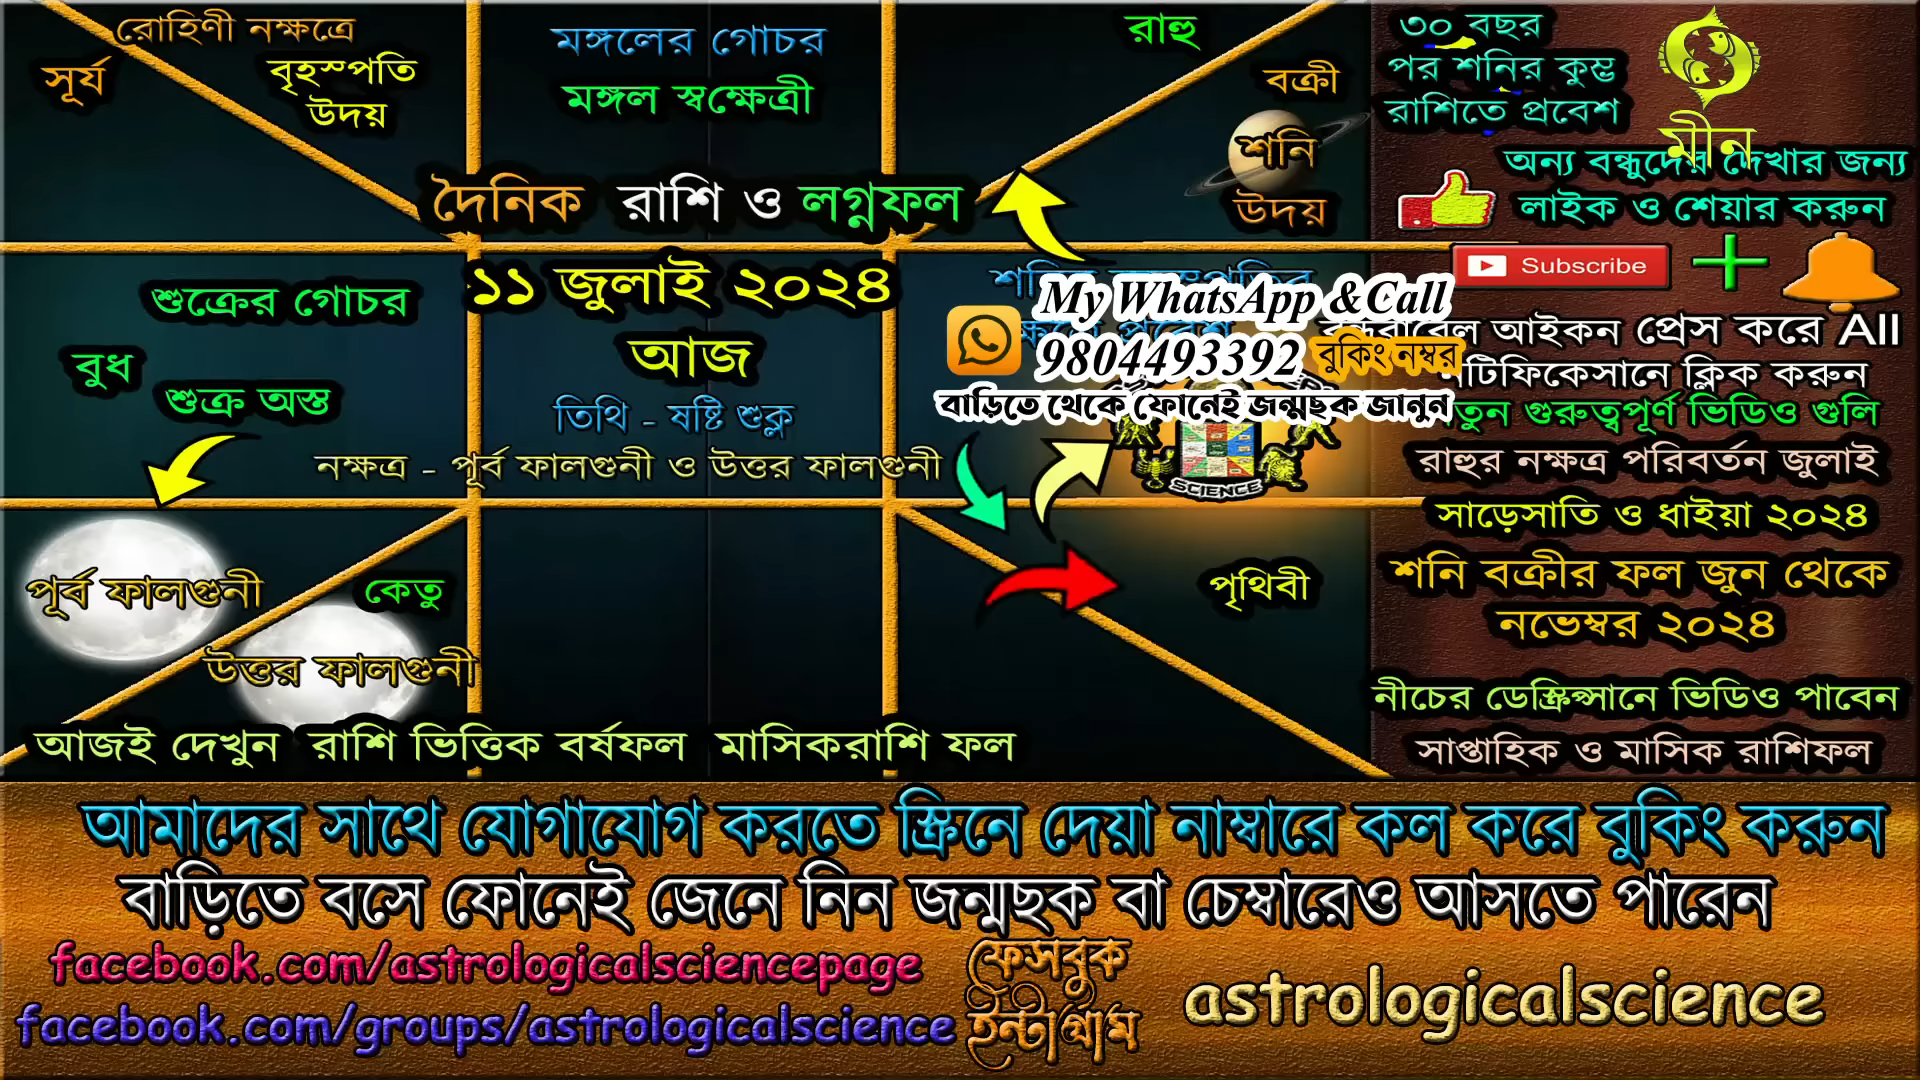 রোহিণী নক্ষত্রে
সূর্য
বৃহস্পতি
উদয়
মঙ্গলের গোচর
মঙ্গল স্বক্ষেত্রী
রাহু
বক্রী
শনি
উদয়
দৈনিক রাশি ও লগ্নফল
১১ জুলাই ২০২৪
আজ
তিথি - ষষ্টি শুক্ল
নক্ষত্র - পূর্ব ফালগুনী ও উত্তর ফালগুনী
শুক্রের গোচর
বুধ
শুক্র অস্ত
প্রবেশ
My WhatsApp &Call
9804493392 বুকিং নম্বর
বাড়িতে থেকে ফোনেই জন্মছক জানুন
SCIENCE
পূর্ব ফালগুনী
কেতু
উত্তর ফালগুনী
পৃথিবী
আজই দেখুন রাশি ভিত্তিক বর্ষফল মাসিকরাশি ফল
৩০ বছর
পর শনির কুম্ভ
রাশিতে প্রবেশ
মীন
অন্য বন্ধুদের দেখার জন্য
লাইক ও শেয়ার করুন
Subscribe
আইকন প্রেস করে All
ক্লিক করুন
গুরুত্বপূর্ণ ভিডিও গুলি
রাহুর নক্ষত্র পরিবর্তন জুলাই
সাড়েসাতি ও ধাইয়া ২০২৪
শনি বক্রীর ফল জুন থেকে
নভেম্বর ২০২৪
নীচের ডেস্ক্রিপ্সানে ভিডিও পাবেন
সাপ্তাহিক ও মাসিক রাশিফল
আমাদের সাথে যোগাযোগ করতে স্ক্রিনে দেয়া নাম্বারে কল করে বুকিং করুন
বাড়িতে বসে ফোনেই জেনে নিন জন্মছক বা চেম্বারেও আসতে পারেন
facebook.com/astrologicalsciencepage
facebook.com/groups/astrologicalscience
ফেসবুক
ইন্টাগ্রাম
astrologicalscience